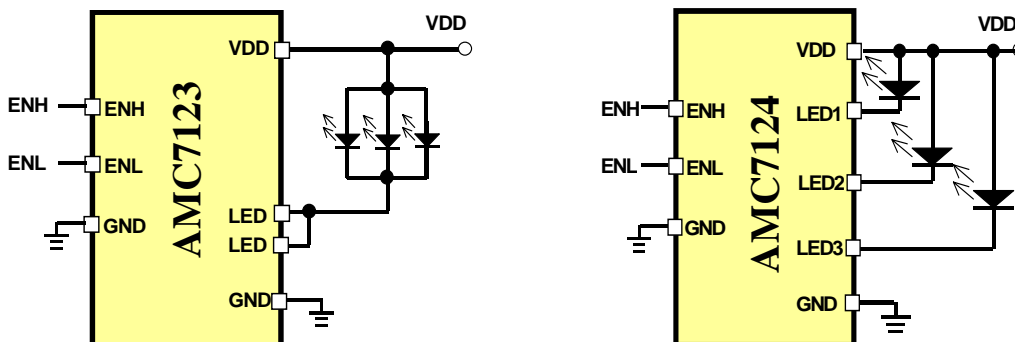 VDD
VDD
ENH
ENH
ENL
ENL
GND
AMC7123
LED
LED
GND
VDD
VDD
ENH
ENH
LED1
ENL
ENL
LED2
GND
AMC7124
LED3
GND